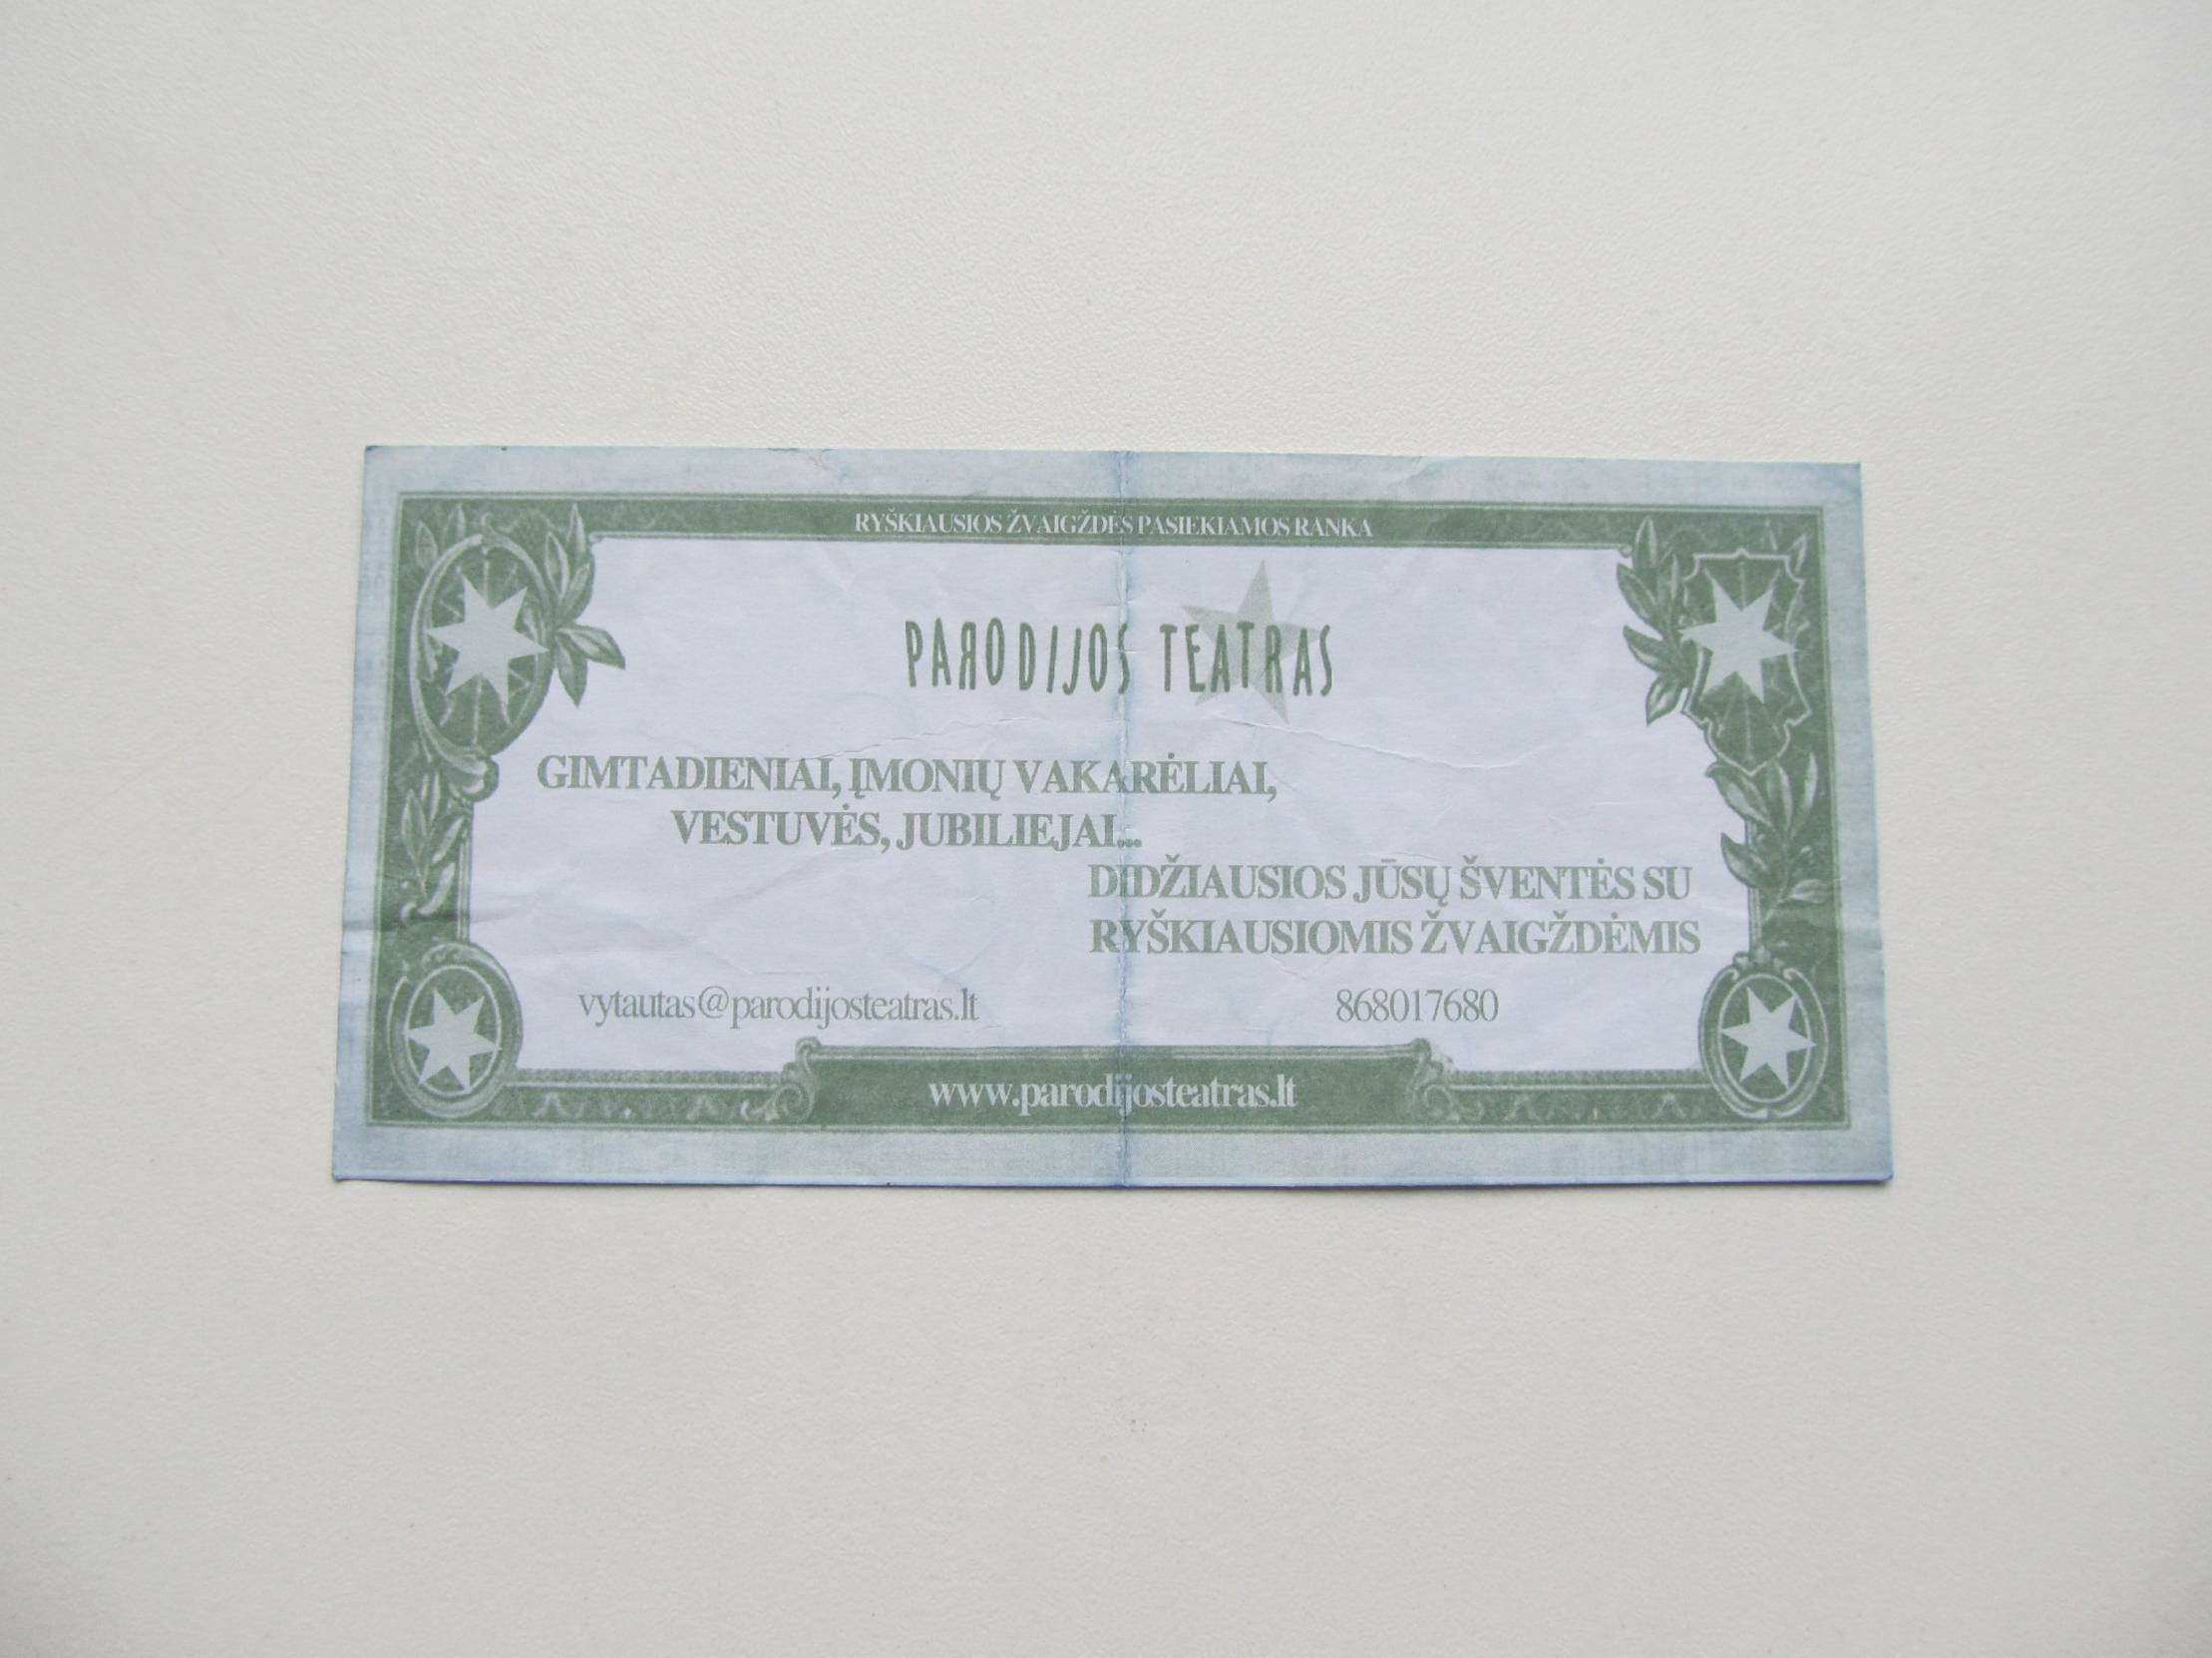 RYŠKIAUSIOS ŽVAIGŽDĖS PASIEKIAMOS RANKA
PAЯODIJOS TEATRAS
GIMTADIENIAI, ĮMONIŲ VAKARĖLIAI,
VESTUVĖS, JUBILIEJAI...
DIDŽIAUSIOS JŪSŲ ŠVENTĖS SU
RYŠKIAUSIOMIS ŽVAIGŽDĖMIS
vytautas@parodijosteatras.lt 868017680
www.parodijosteatras.lt